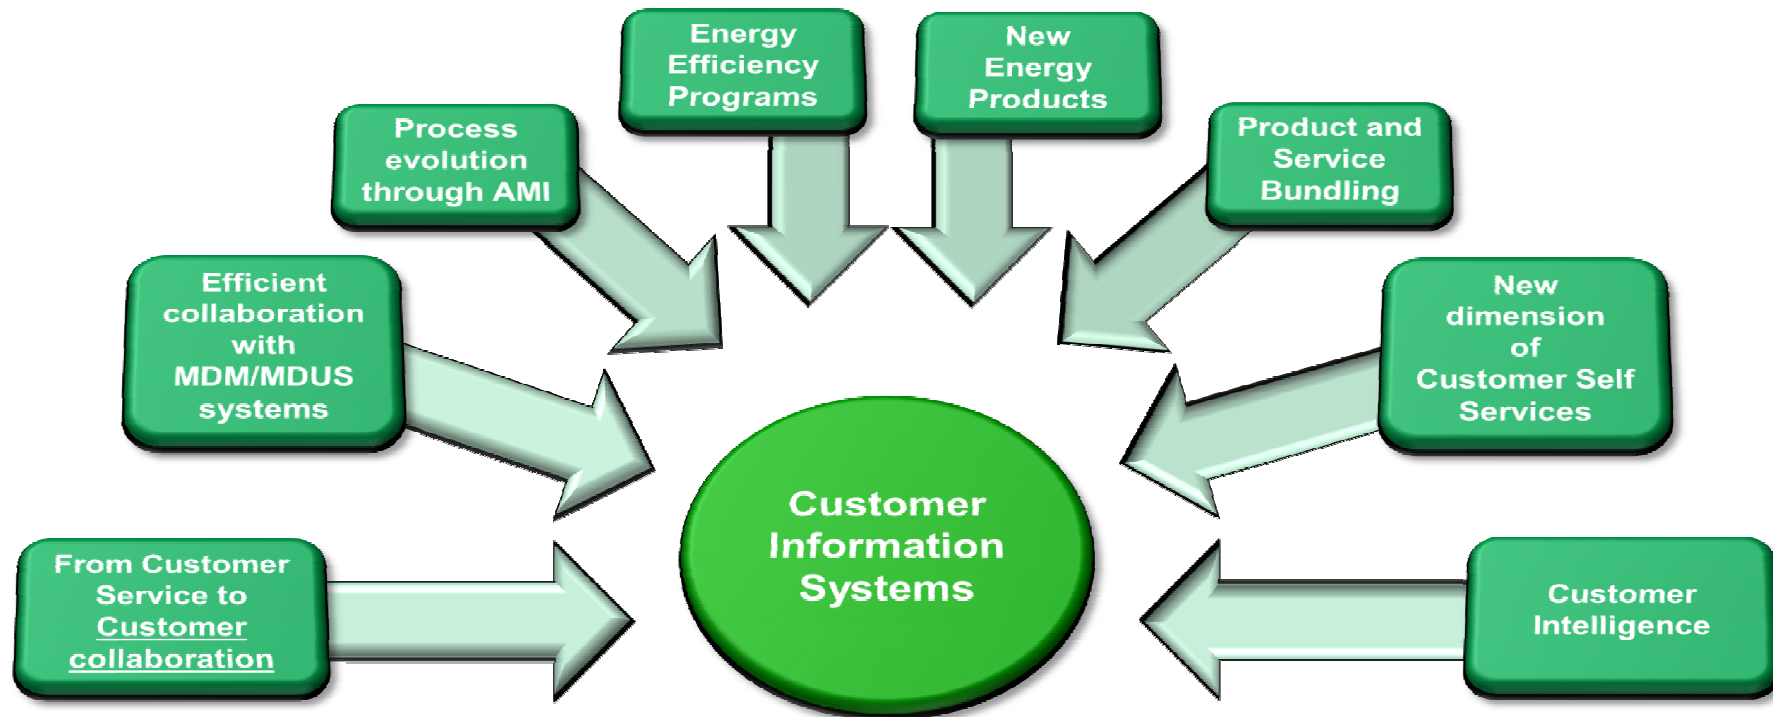 Energy
Efficiency
Programs
New
Energy
Products
Process
evolution
through AMI
Product and
Service
Bundling
Efficient
collaboration
with
MDM/MDUS
systems
New
dimension
of
Customer Self
Services
Customer
Information
Systems
From Customer
Service to
Customer
collaboration
Customer
Intelligence